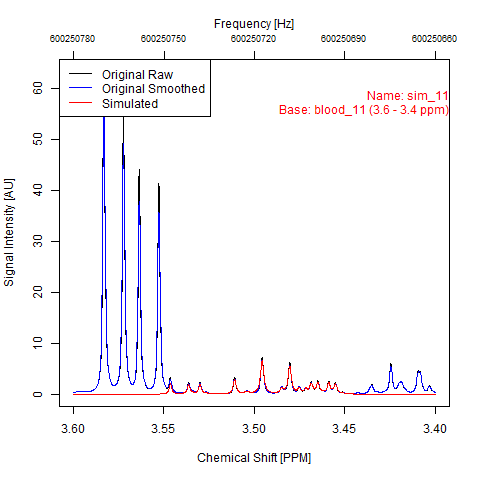 Frequency [Hz]
600250780 600250750 600250720 600250690 600250660
Original Raw
Original Smoothed
Simulated
Name: sim_11
Base: blood_11 (3.6 - 3.4 ppm)
Signal Intensity [AU]
60
50
40
30
20
10
0
3.60 3.55 3.50 3.45 3.40
Chemical Shift [PPM]